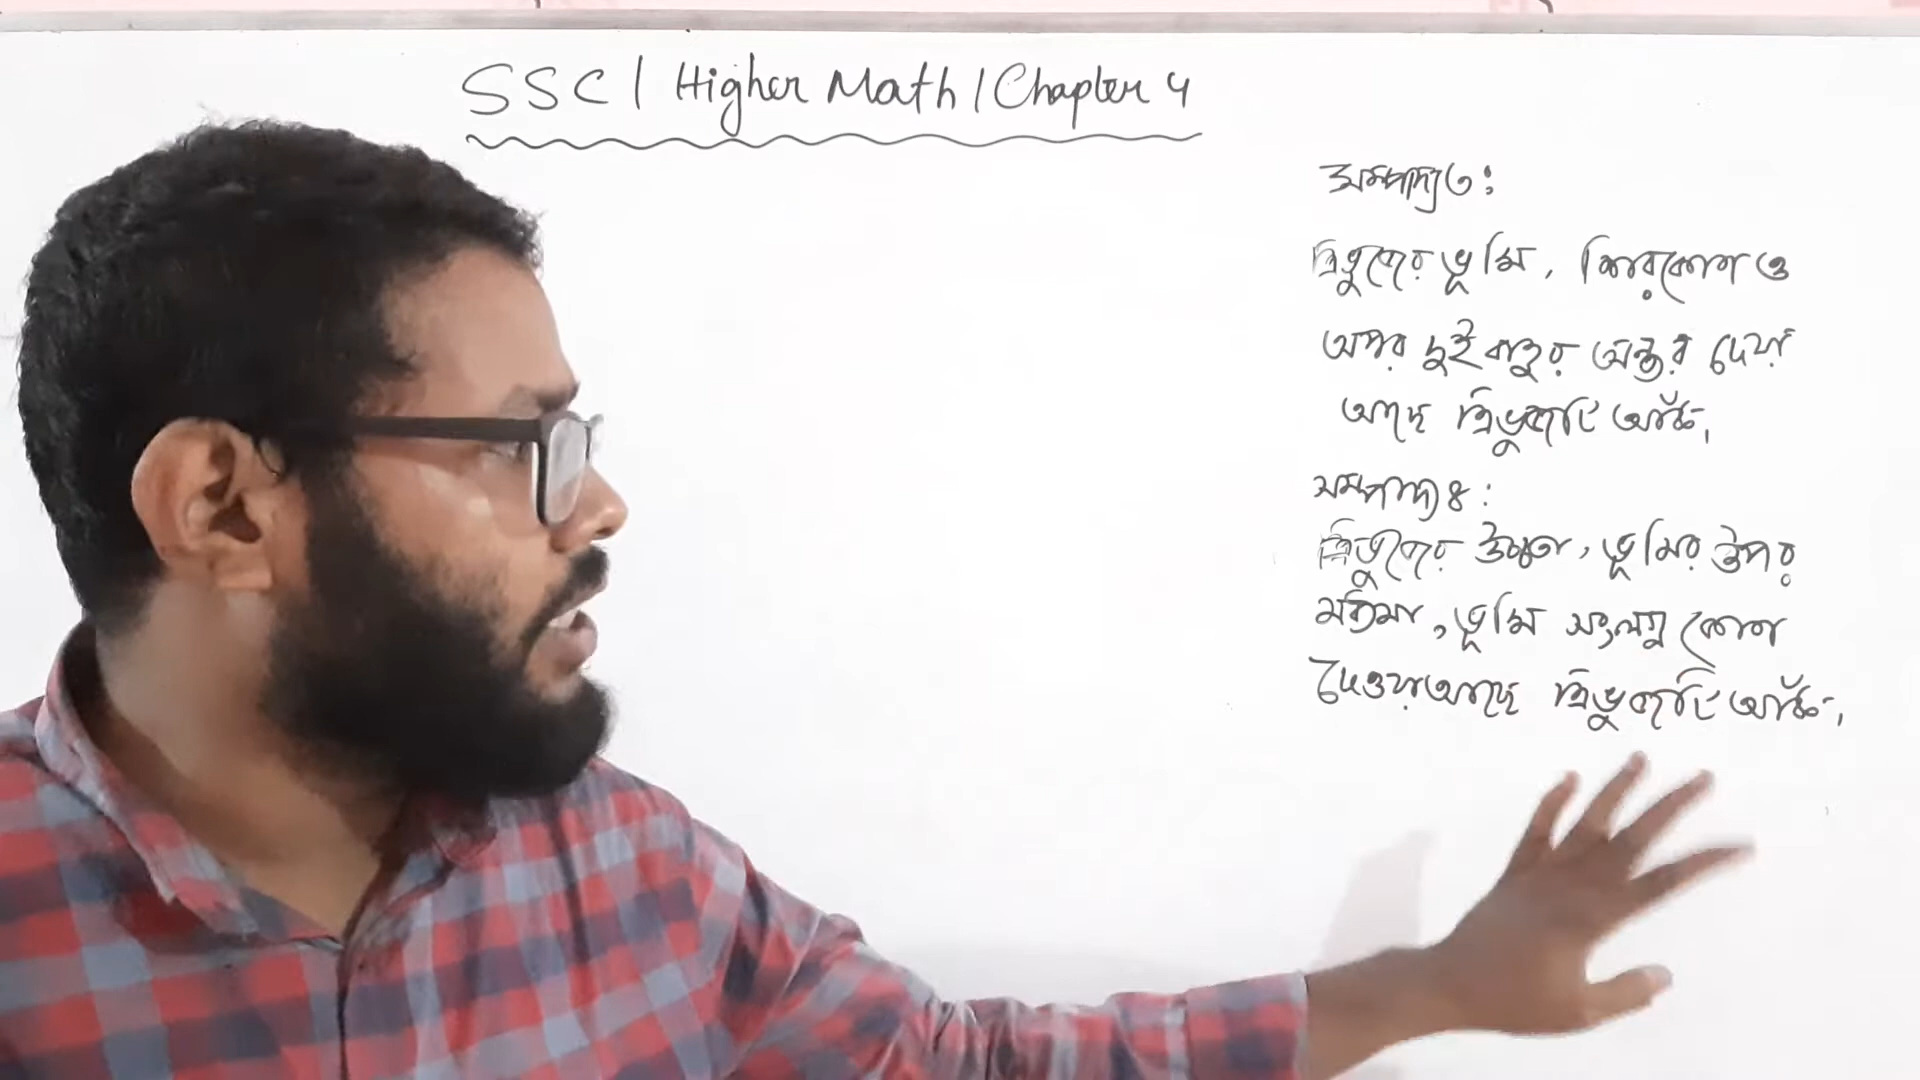 SSC | Higher Math | Chapter 4
সম্পাদ্য ৩ :
ত্রিভুজের ভূমি, শিরঃকোণ ও
অপর দুই বাহুর অন্তর দেয়া
আছে ত্রিভুজটি আঁক।
সম্পাদ্য ৪ :
ত্রিভুজের উচ্চতা, ভূমির উপর
মধ্যমা, ভূমি সংলগ্ন কোণ
দেওয়া আছে ত্রিভুজটি আঁক।